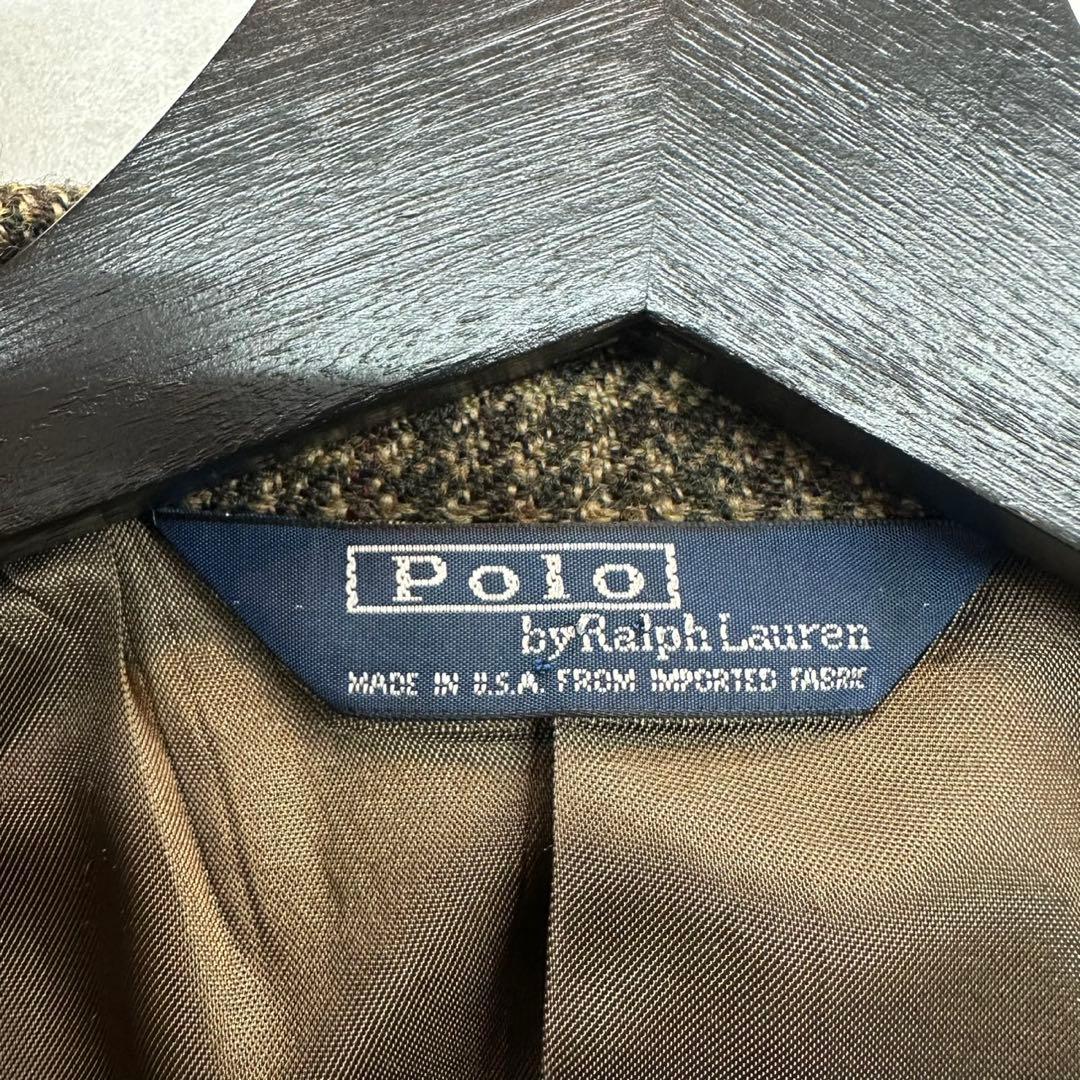 Polo
by Ralph Lauren
MADE IN U.S.A. FROM IMPORTED FABRIC